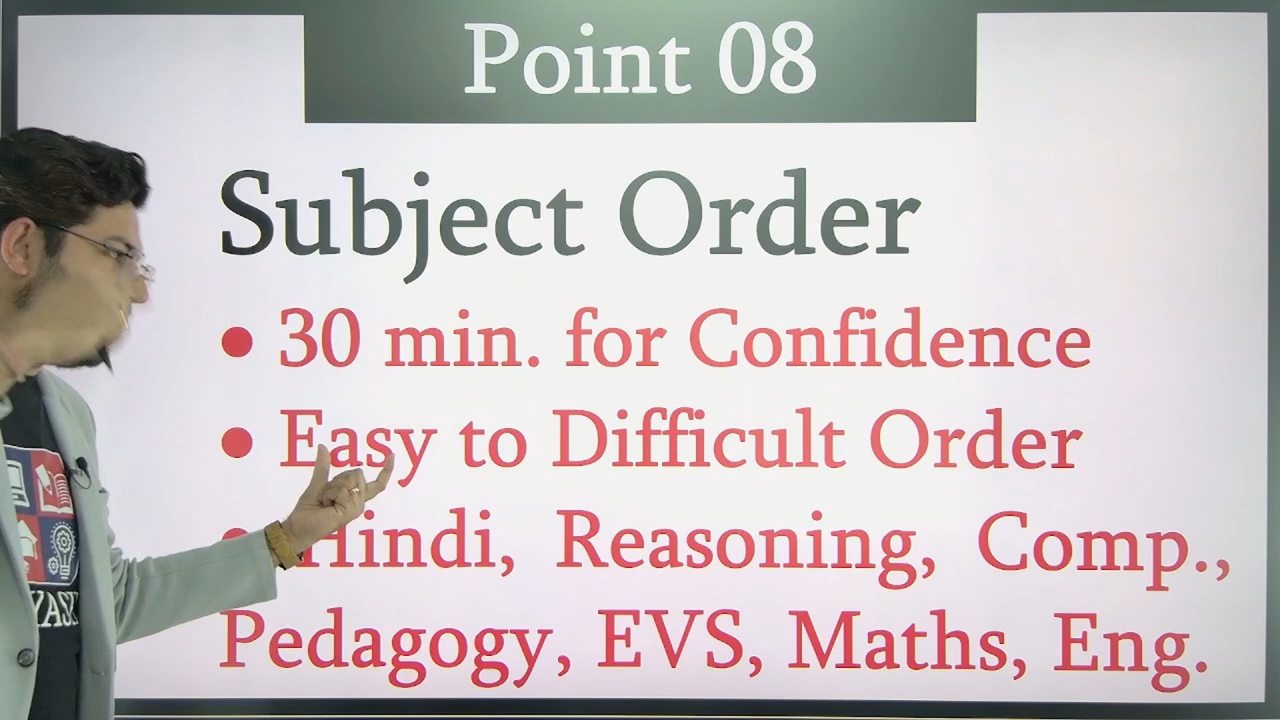 Point 08
Subject Order
• 30 min. for Confidence
• Easy to Difficult Order
• Hindi, Reasoning, Comp.,
Pedagogy, EVS, Maths, Eng.